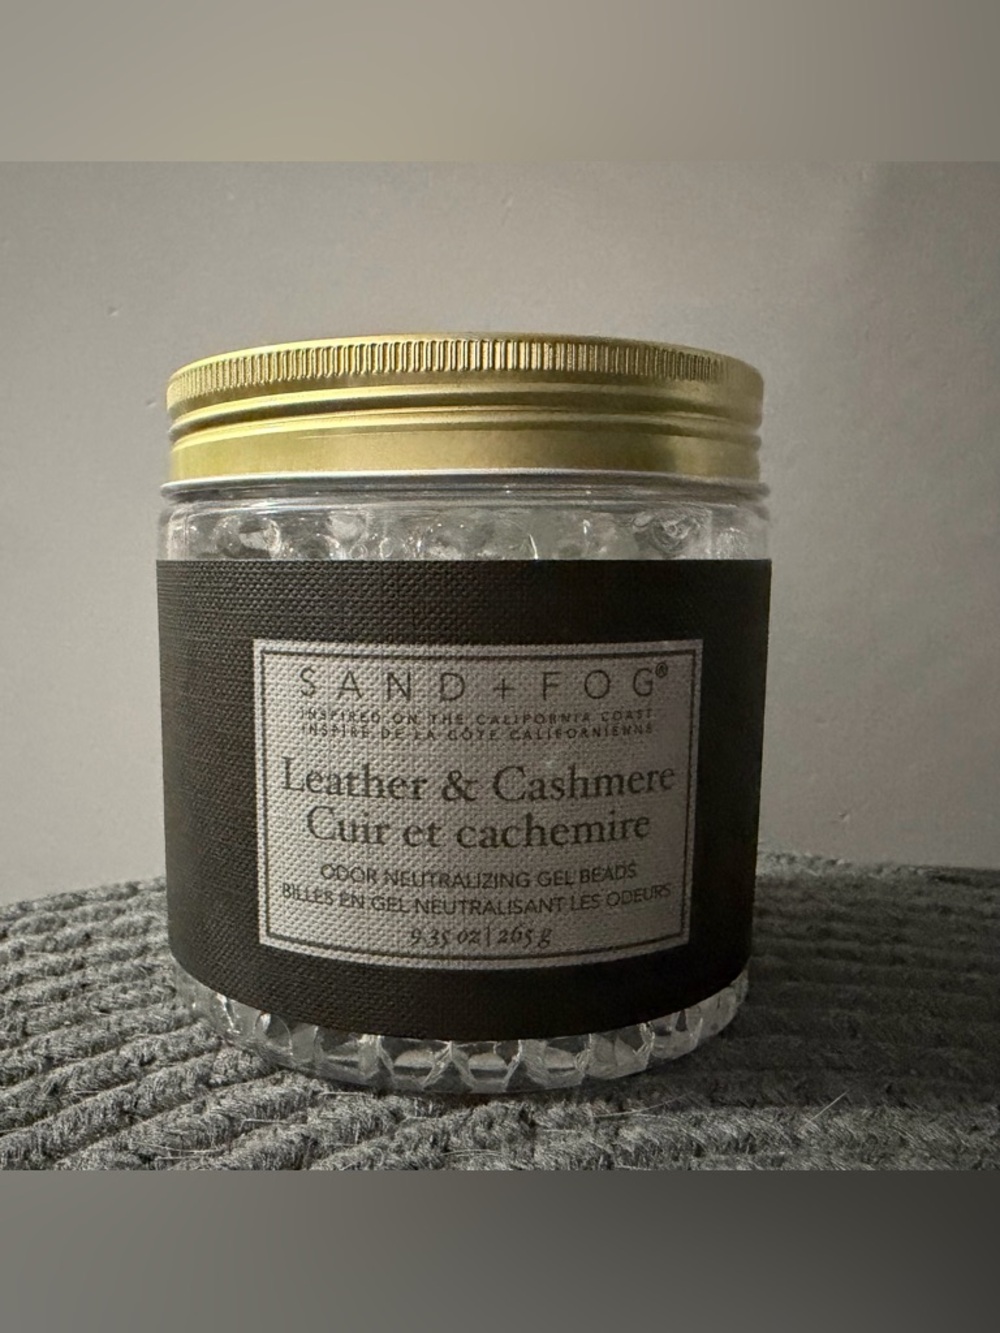 SAND + FOG®
INSPIRED ON THE CALIFORNIA COAST
INSPIRÉ DE LA CÔTE CALIFORNIENNE
Leather & Cashmere
Cuir et cachemire
ODOR NEUTRALIZING GEL BEADS
BILLES EN GEL NEUTRALISANT LES ODEURS
9.35 oz | 265 g